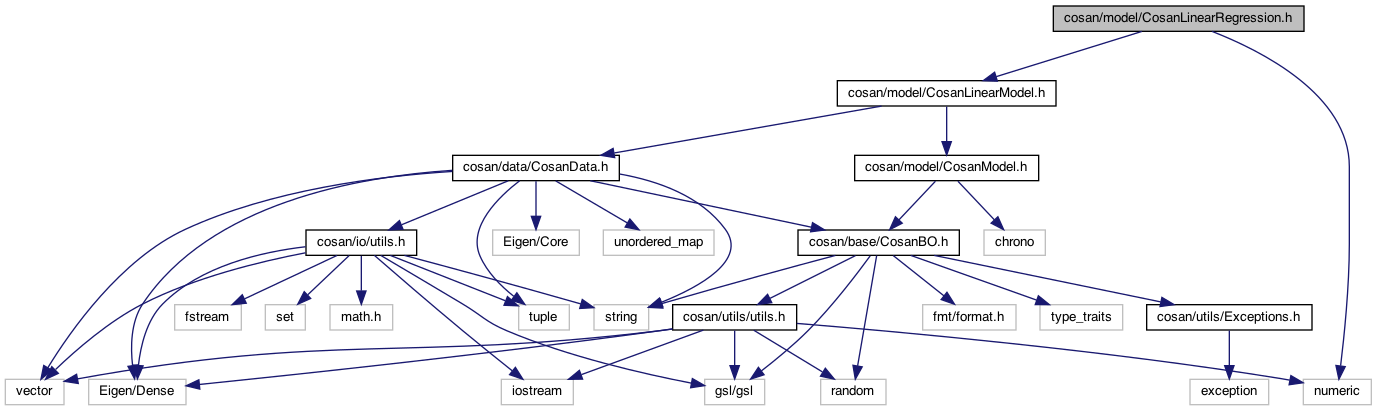 cosan/model/CosanLinearRegression.h
cosan/model/CosanLinearModel.h
cosan/data/CosanData.h
cosan/model/CosanModel.h
cosan/io/utils.h
Eigen/Core
unordered_map
cosan/base/CosanBO.h
chrono
fstream
set
math.h
tuple
string
cosan/utils/utils.h
fmt/format.h
type_traits
cosan/utils/Exceptions.h
vector
Eigen/Dense
iostream
gsl/gsl
random
exception
numeric